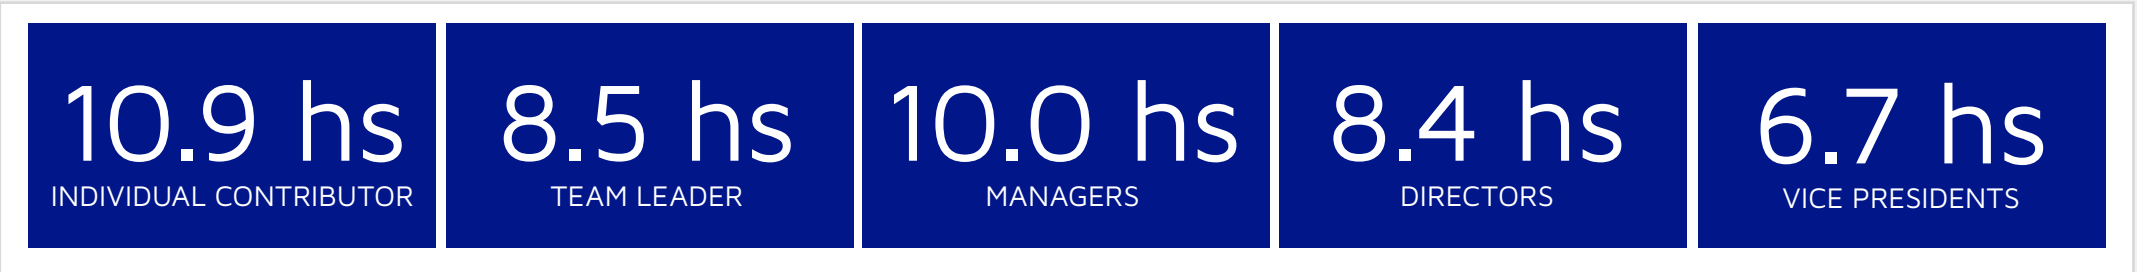 10.9 hs
INDIVIDUAL CONTRIBUTOR
8.5 hs
TEAM LEADER
10.0 hs
MANAGERS
8.4 hs
DIRECTORS
6.7 hs
VICE PRESIDENTS